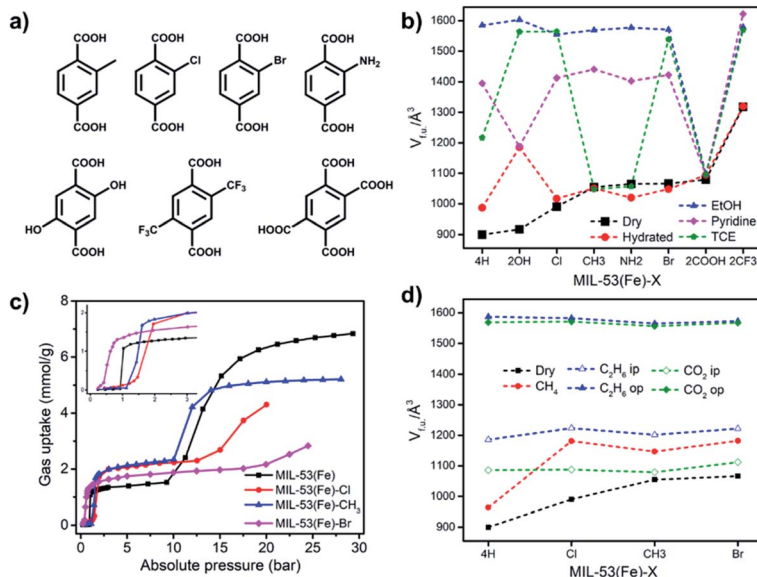 a)
COOH
COOH
COOH
Cl
COOH
COOH
Br
COOH
COOH
NH2
COOH
COOH
OH
HO
COOH
COOH
CF3
F3C
COOH
COOH
COOH
HOOC
COOH
b)
Vf.u./Å3
1600
1500
1400
1300
1200
1100
1000
900
Dry
Hydrated
EtOH
Pyridine
TCE
4H 2OH Cl CH3 NH2 Br 2COOH 2CF3
MIL-53(Fe)-X
c)
Gas uptake (mmol/g)
8
6
4
2
0
2
1
0
0 1 2 3
MIL-53(Fe)
MIL-53(Fe)-Cl
MIL-53(Fe)-CH3
MIL-53(Fe)-Br
0 5 10 15 20 25 30
Absolute pressure (bar)
d)
Vf.u./Å3
1600
1500
1400
1300
1200
1100
1000
900
Dry C2H6 ip CO2 ip
CH4 C2H6 op CO2 op
4H Cl CH3 Br
MIL-53(Fe)-X